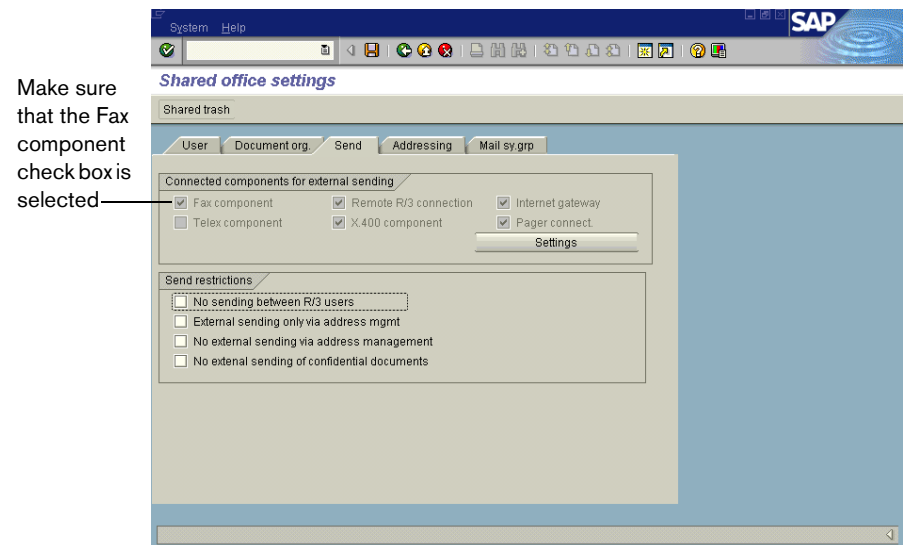 System Help
SAP
Shared office settings
Make sure
that the Fax
component
check box is
selected
Shared trash
User Document org. Send Addressing Mail sy.grp
Connected components for external sending
Fax component Remote R/3 connection Internet gateway
Telex component X.400 component Pager connect.
Settings
Send restrictions
No sending between R/3 users
External sending only via address mgmt
No external sending via address management
No extenal sending of confidential documents